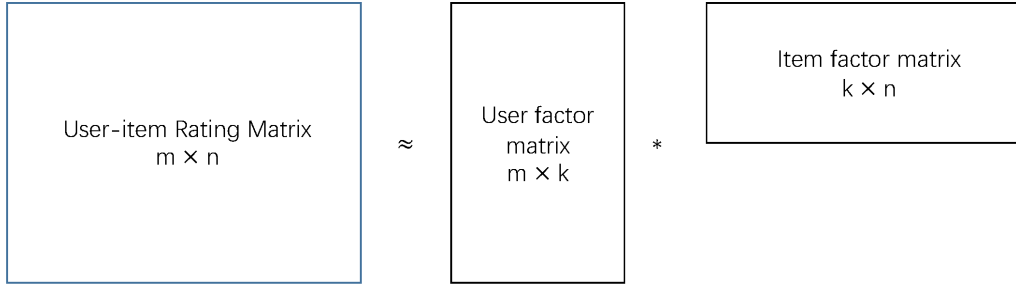 User-item Rating Matrix
m × n
≈
User factor
matrix
m × k
*
Item factor matrix
k × n